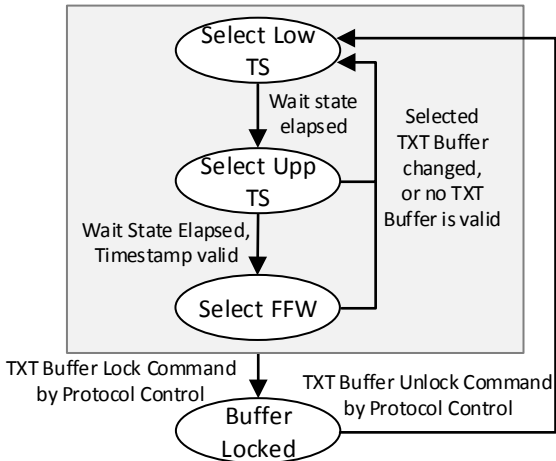 Select Low
TS
Wait state
elapsed
Selected
TXT Buffer
changed,
or no TXT
Buffer is valid
Select Upp
TS
Wait State Elapsed,
Timestamp valid
Select FFW
TXT Buffer Lock Command
by Protocol Control
TXT Buffer Unlock Command
by Protocol Control
Buffer
Locked